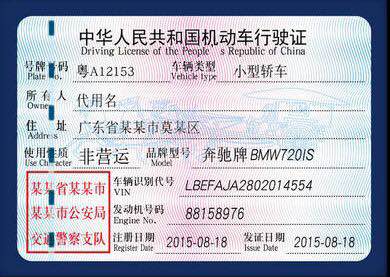 中华人民共和国机动车行驶证
Driving License of the People's Republic of China
号牌号码 粤A12153 车辆类型 小型轿车
Plate No. Vehicle type
所有人 代用名
Owner
住址 广东省某某市莫某区
Address
使用性质 非营运 品牌型号 奔驰牌BMW720IS
Use Character
某某省某某市
某某市公安局
交通警察支队
车辆识别代号 LBEFAJA2802014554
VIN
发动机号码 88158976
Engine No.
注册日期 2015-08-18 发证日期 2015-08-18
Register Date Issue Date